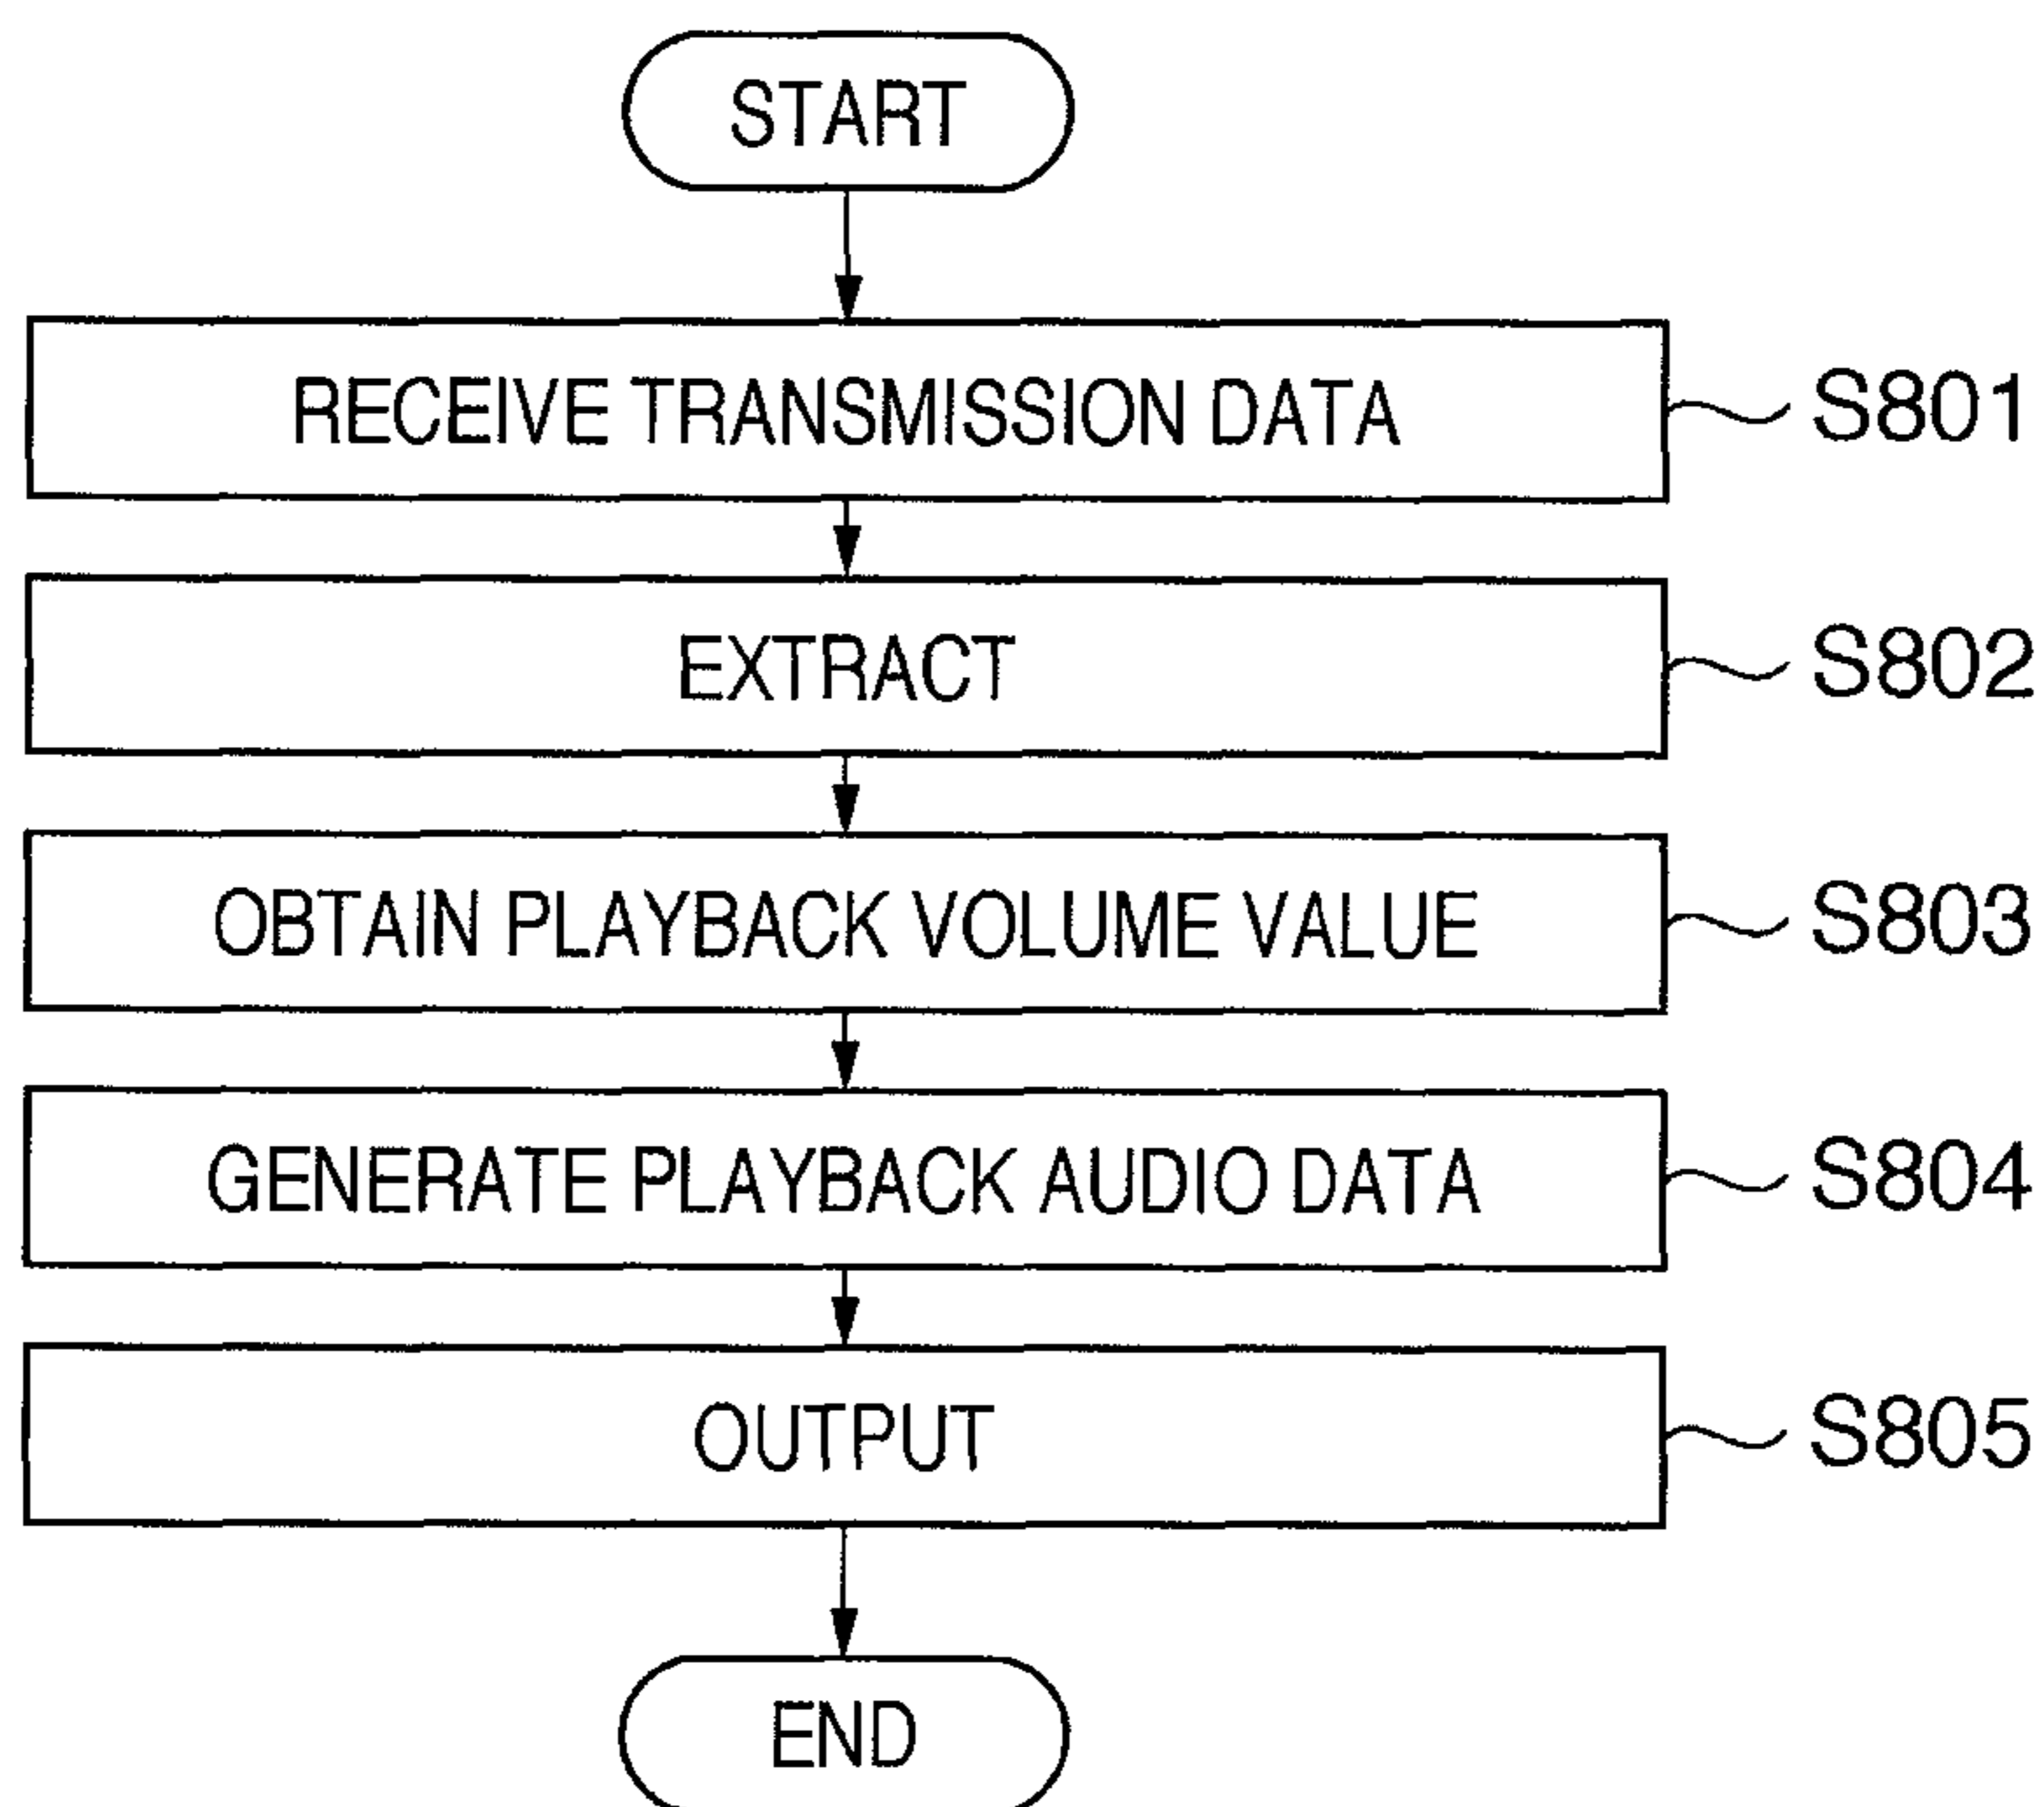 START
RECEIVE TRANSMISSION DATA S801
EXTRACT S802
OBTAIN PLAYBACK VOLUME VALUE S803
GENERATE PLAYBACK AUDIO DATA S804
OUTPUT S805
END